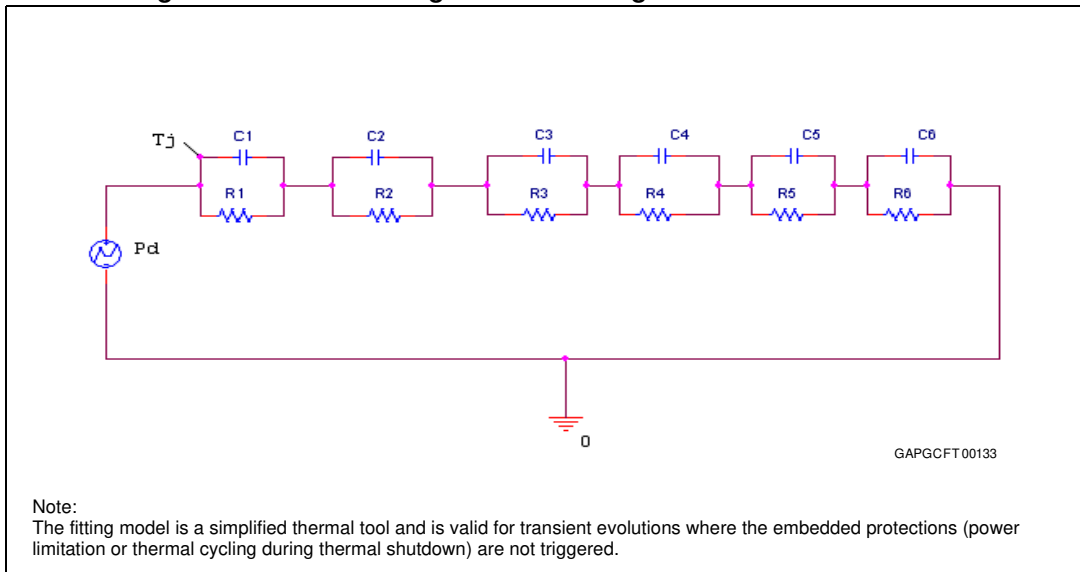 Tj
C1
C2
C3
C4
C5
C6
R1
R2
R3
R4
R5
R6
Pd
0
GAPGCFT00133
Note:
The fitting model is a simplified thermal tool and is valid for transient evolutions where the embedded protections (power
limitation or thermal cycling during thermal shutdown) are not triggered.